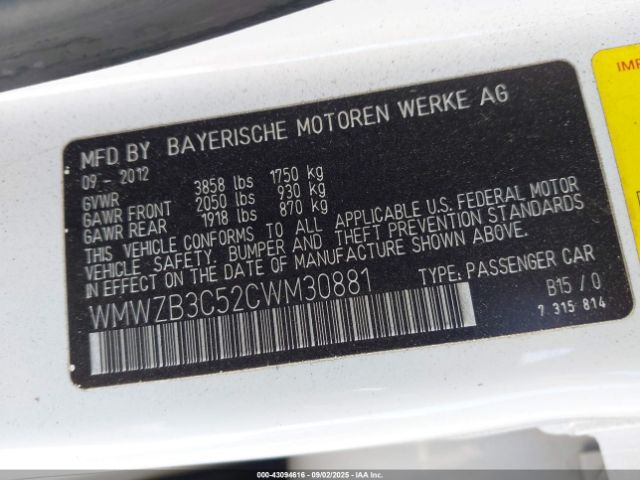 MFD BY BAYERISCHE MOTOREN WERKE AG
09 - 2012
GVWR 3858 lbs 1750 kg
GAWR FRONT 2050 lbs 930 kg
GAWR REAR 1918 lbs 870 kg
THIS VEHICLE CONFORMS TO ALL APPLICABLE U.S. FEDERAL MOTOR
VEHICLE SAFETY, BUMPER AND THEFT PREVENTION STANDARDS
IN EFFECT ON THE DATE OF MANUFACTURE SHOWN ABOVE.
WMWZB3C52CWM30881 TYPE: PASSENGER CAR
B15 / 0
7 315 814
IMP
000-43094616 - 09/02/2025 - IAA Inc.